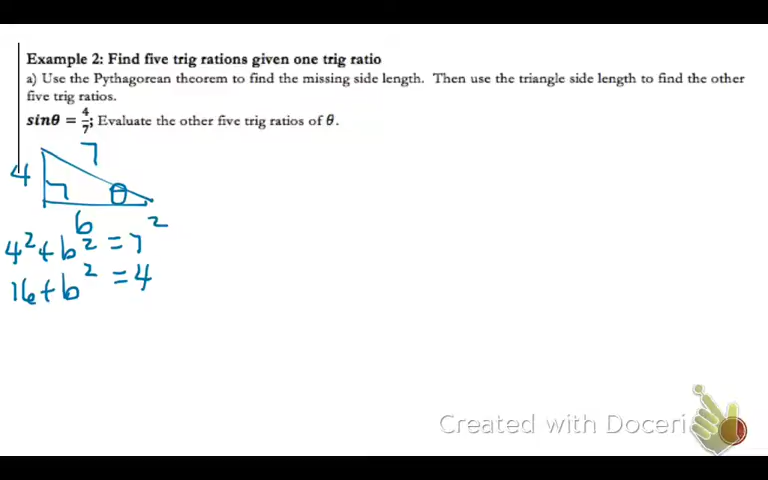 Example 2: Find five trig rations given one trig ratio
a) Use the Pythagorean theorem to find the missing side length. Then use the triangle side length to find the other
five trig ratios.
sinθ = 4/7; Evaluate the other five trig ratios of θ.
7
4
θ
b
4² + b² = 7²
16 + b² = 4
Created with Doceri